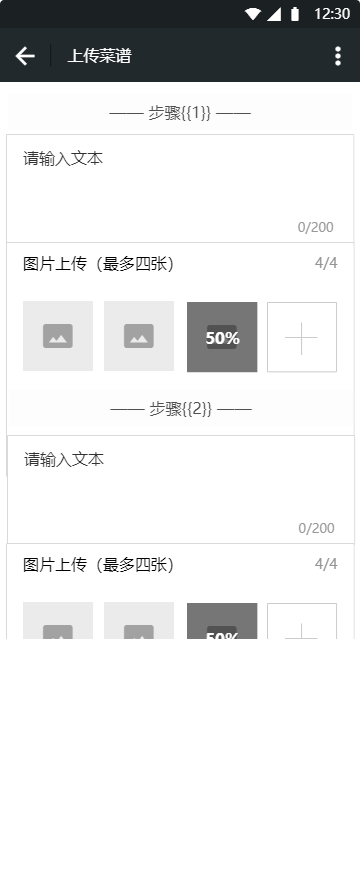 12:30
上传菜谱
—— 步骤{{1}} ——
请输入文本
0/200
图片上传（最多四张） 4/4
50%
—— 步骤{{2}} ——
请输入文本
0/200
图片上传（最多四张） 4/4
50%